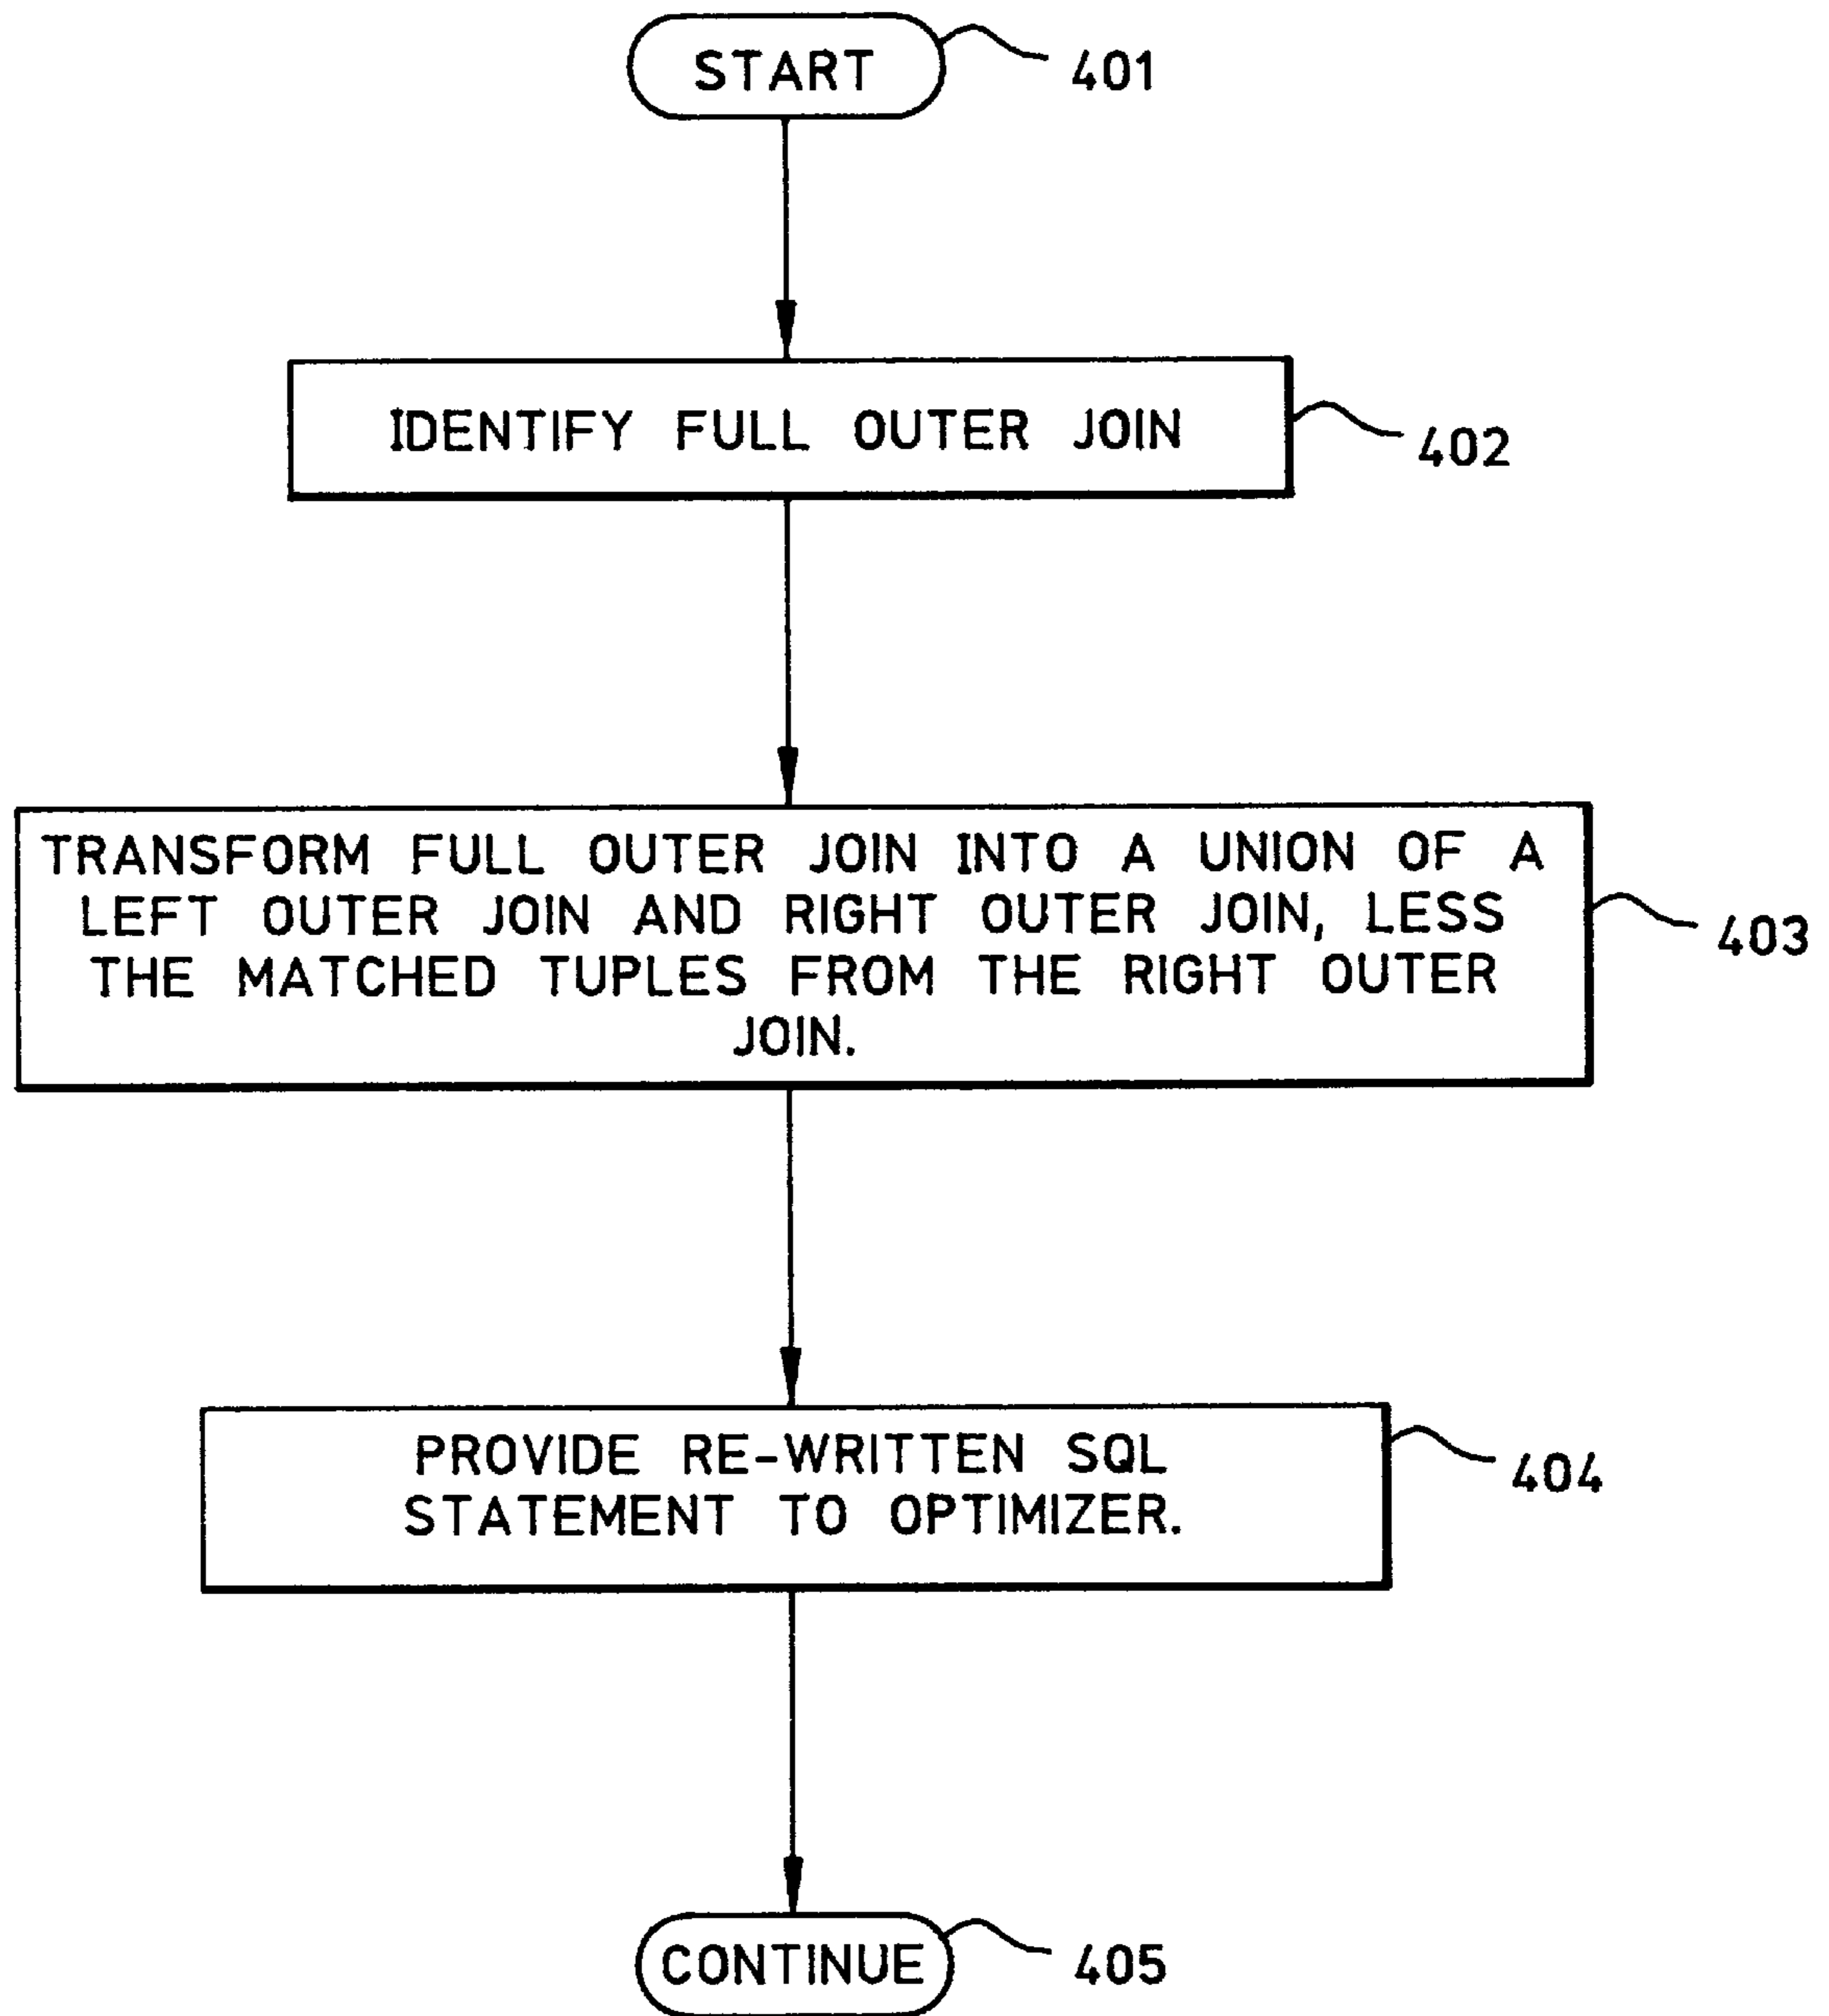 START
401
IDENTIFY FULL OUTER JOIN
402
TRANSFORM FULL OUTER JOIN INTO A UNION OF A
LEFT OUTER JOIN AND RIGHT OUTER JOIN, LESS
THE MATCHED TUPLES FROM THE RIGHT OUTER
JOIN.
403
PROVIDE RE-WRITTEN SQL
STATEMENT TO OPTIMIZER.
404
CONTINUE
405